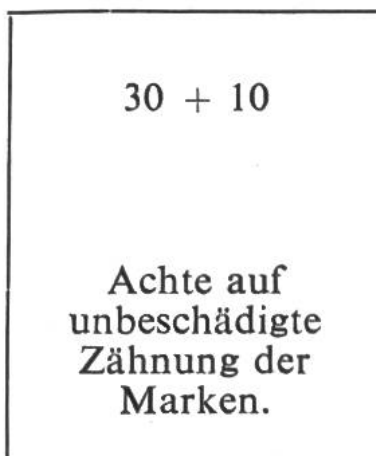 30 + 10
Achte auf
unbeschädigte
Zähnung der
Marken.